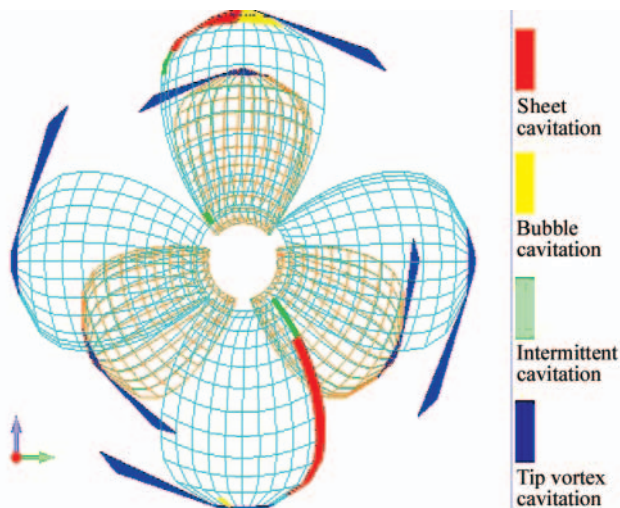 Sheet
cavitation
Bubble
cavitation
Intermittent
cavitation
Tip vortex
cavitation